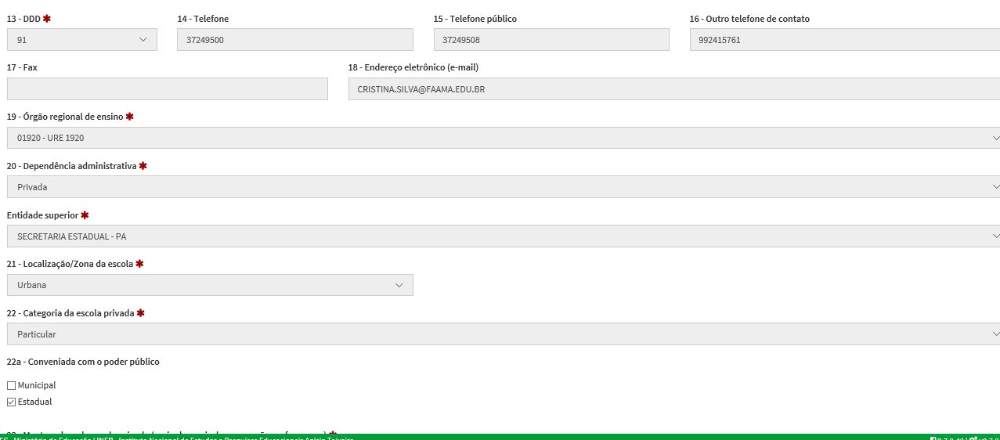 13 - DDD ✱
14 - Telefone
15 - Telefone público
16 - Outro telefone de contato
91
37249500
37249508
992415761
17 - Fax
18 - Endereço eletrônico (e-mail)
CRISTINA.SILVA@FAAMA.EDU.BR
19 - Órgão regional de ensino ✱
01920 - URE 1920
20 - Dependência administrativa ✱
Privada
Entidade superior ✱
SECRETARIA ESTADUAL - PA
21 - Localização/Zona da escola ✱
Urbana
22 - Categoria da escola privada ✱
Particular
22a - Conveniada com o poder público
Municipal
Estadual